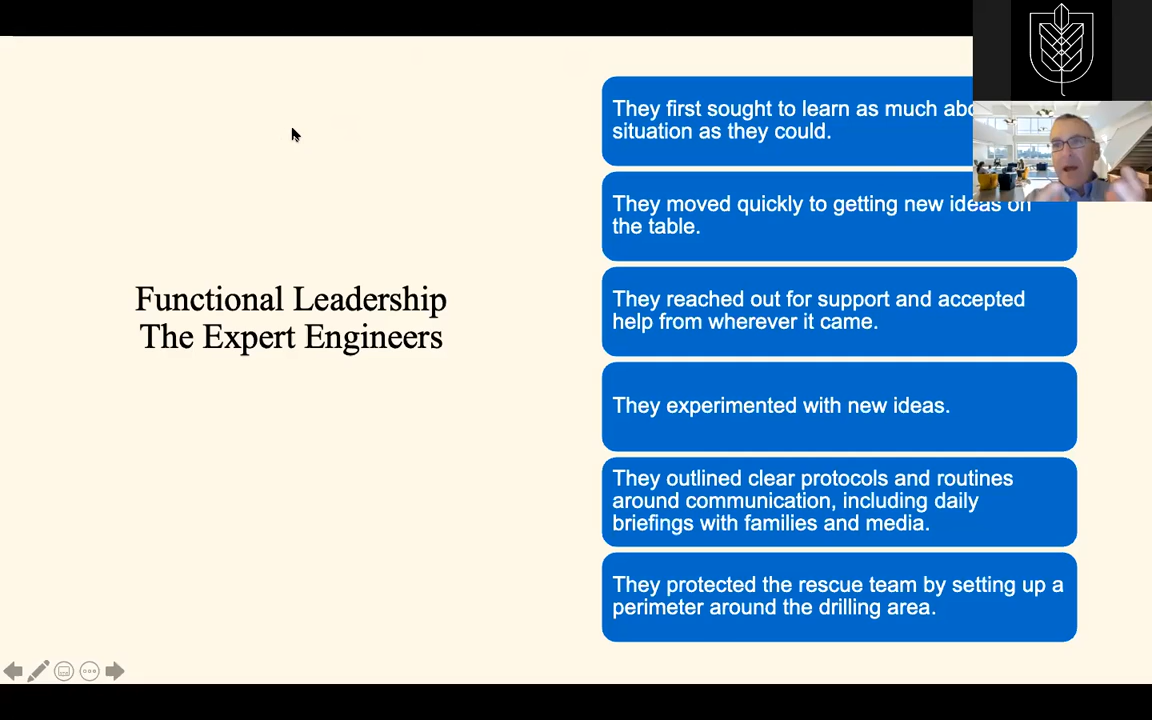 Functional Leadership
The Expert Engineers
They first sought to learn as much
situation as they could.
They moved quickly to getting new ideas on
the table.
They reached out for support and accepted
help from wherever it came.
They experimented with new ideas.
They outlined clear protocols and routines
around communication, including daily
briefings with families and media.
They protected the rescue team by setting up a
perimeter around the drilling area.